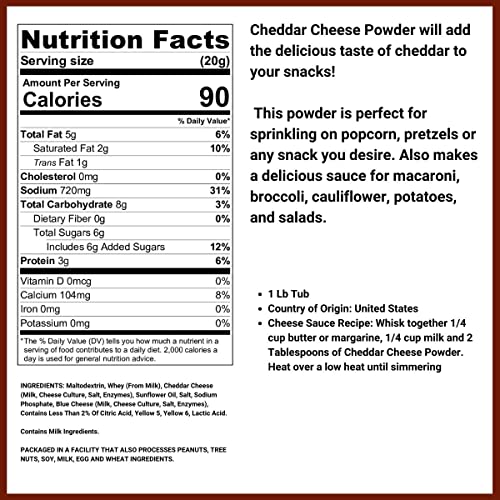 Nutrition Facts
Serving size (20g)
Amount Per Serving
Calories 90
% Daily Value*
Total Fat 5g 6%
Saturated Fat 2g 10%
Trans Fat 1g
Cholesterol 0mg 0%
Sodium 720mg 31%
Total Carbohydrate 8g 3%
Dietary Fiber 0g 0%
Total Sugars 6g
Includes 6g Added Sugars 12%
Protein 3g 6%
Vitamin D 0mcg 0%
Calcium 104mg 8%
Iron 0mg 0%
Potassium 0mg 0%
*The % Daily Value (DV) tells you how much a nutrient in a
serving of food contributes to a daily diet. 2,000 calories a
day is used for general nutrition advice.
INGREDIENTS: Maltodextrin, Whey (From Milk), Cheddar Cheese
(Milk, Cheese Culture, Salt, Enzymes), Sunflower Oil, Salt, Sodium
Phosphate, Blue Cheese (Milk, Cheese Culture, Salt, Enzymes),
Contains Less Than 2% Of Citric Acid, Yellow 5, Yellow 6, Lactic Acid.
Contains Milk Ingredients.
PACKAGED IN A FACILITY THAT ALSO PROCESSES PEANUTS, TREE
NUTS, SOY, MILK, EGG AND WHEAT INGREDIENTS.
Cheddar Cheese Powder will add
the delicious taste of cheddar to
your snacks!
This powder is perfect for
sprinkling on popcorn, pretzels or
any snack you desire. Also makes
a delicious sauce for macaroni,
broccoli, cauliflower, potatoes,
and salads.
• 1 Lb Tub
• Country of Origin: United States
• Cheese Sauce Recipe: Whisk together 1/4
cup butter or margarine, 1/4 cup milk and 2
Tablespoons of Cheddar Cheese Powder.
Heat over a low heat until simmering